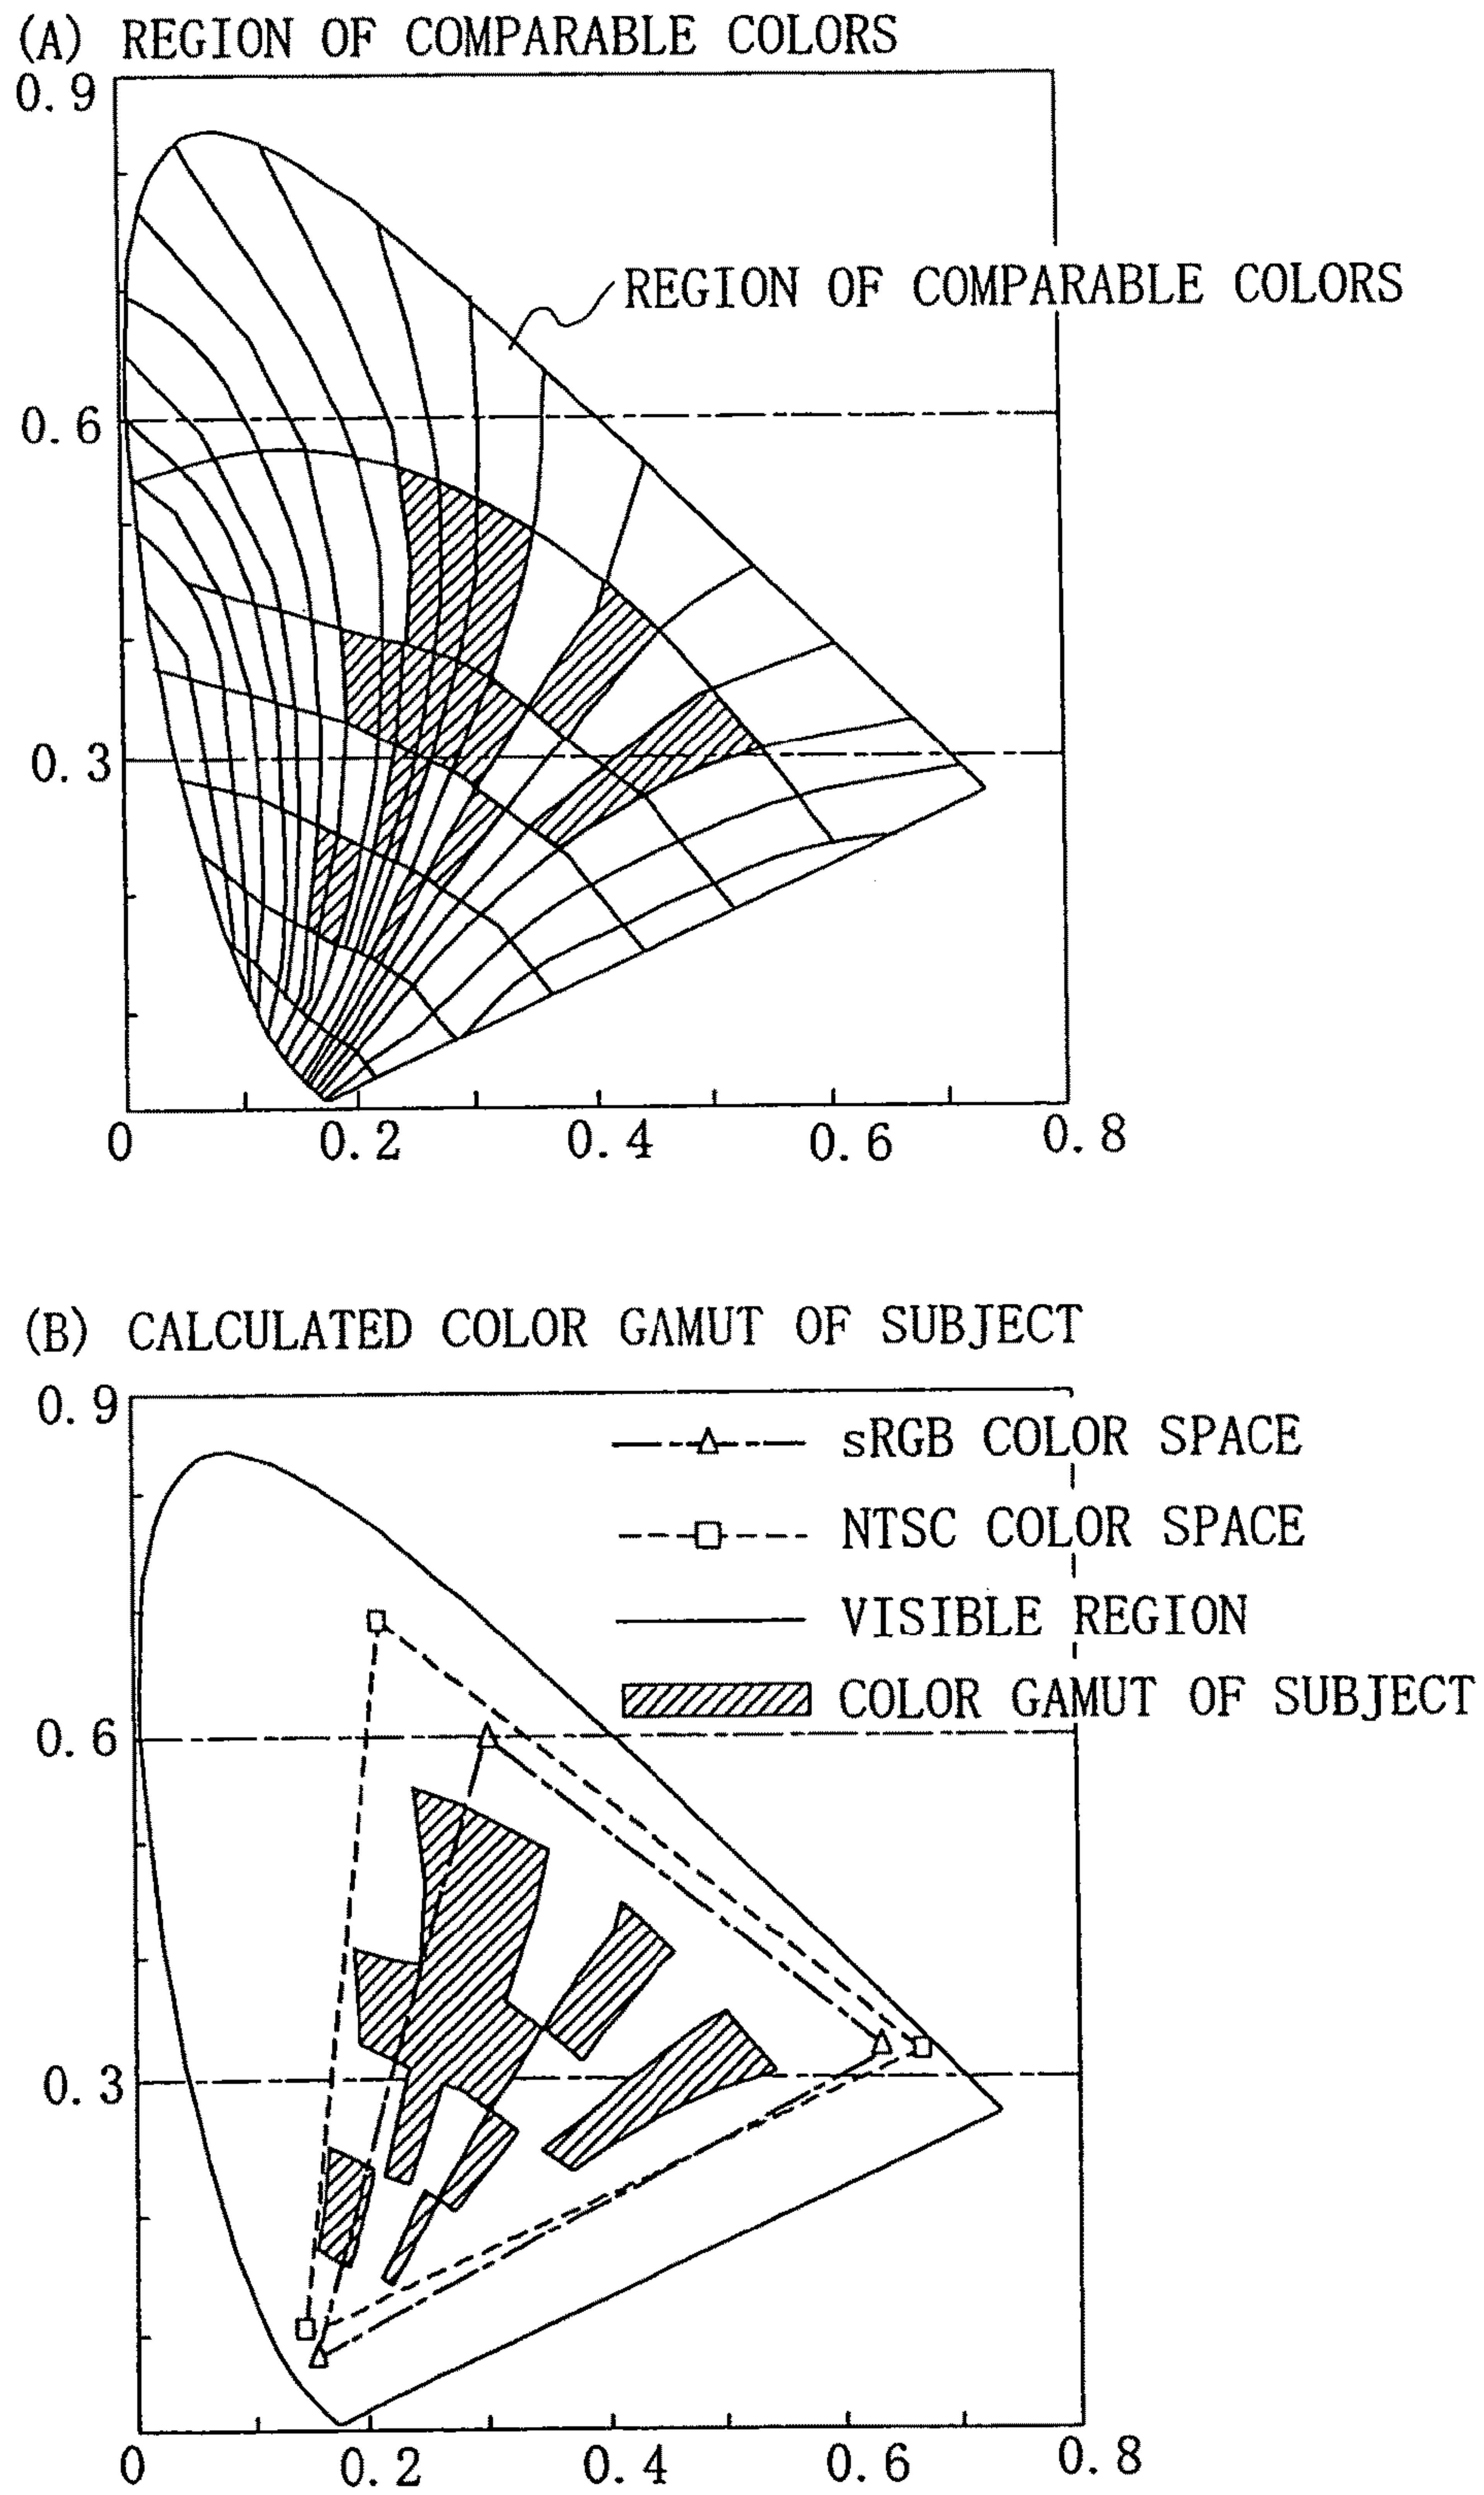 (A) REGION OF COMPARABLE COLORS
0.9
REGION OF COMPARABLE COLORS
0.6
0.3
0 0.2 0.4 0.6 0.8
(B) CALCULATED COLOR GAMUT OF SUBJECT
0.9
sRGB COLOR SPACE
NTSC COLOR SPACE
VISIBLE REGION
COLOR GAMUT OF SUBJECT
0.6
0.3
0 0.2 0.4 0.6 0.8